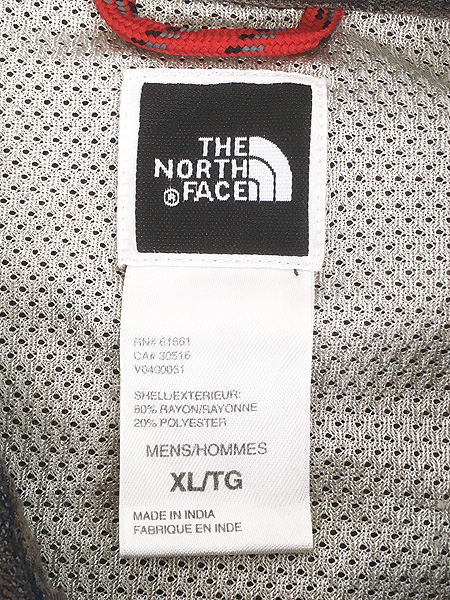 THE
NORTH
® FACE
RN# 61661
CA# 30516
V0400051
SHELL/EXTERIEUR:
80% RAYON/RAYONNE
20% POLYESTER
MENS/HOMMES
XL/TG
MADE IN INDIA
FABRIQUE EN INDE